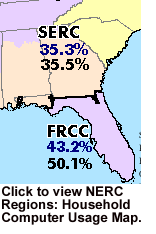 SERC
35.3%
35.5%
FRCC
43.2%
50.1%
Click to view NERC
Regions: Household
Computer Usage Map.